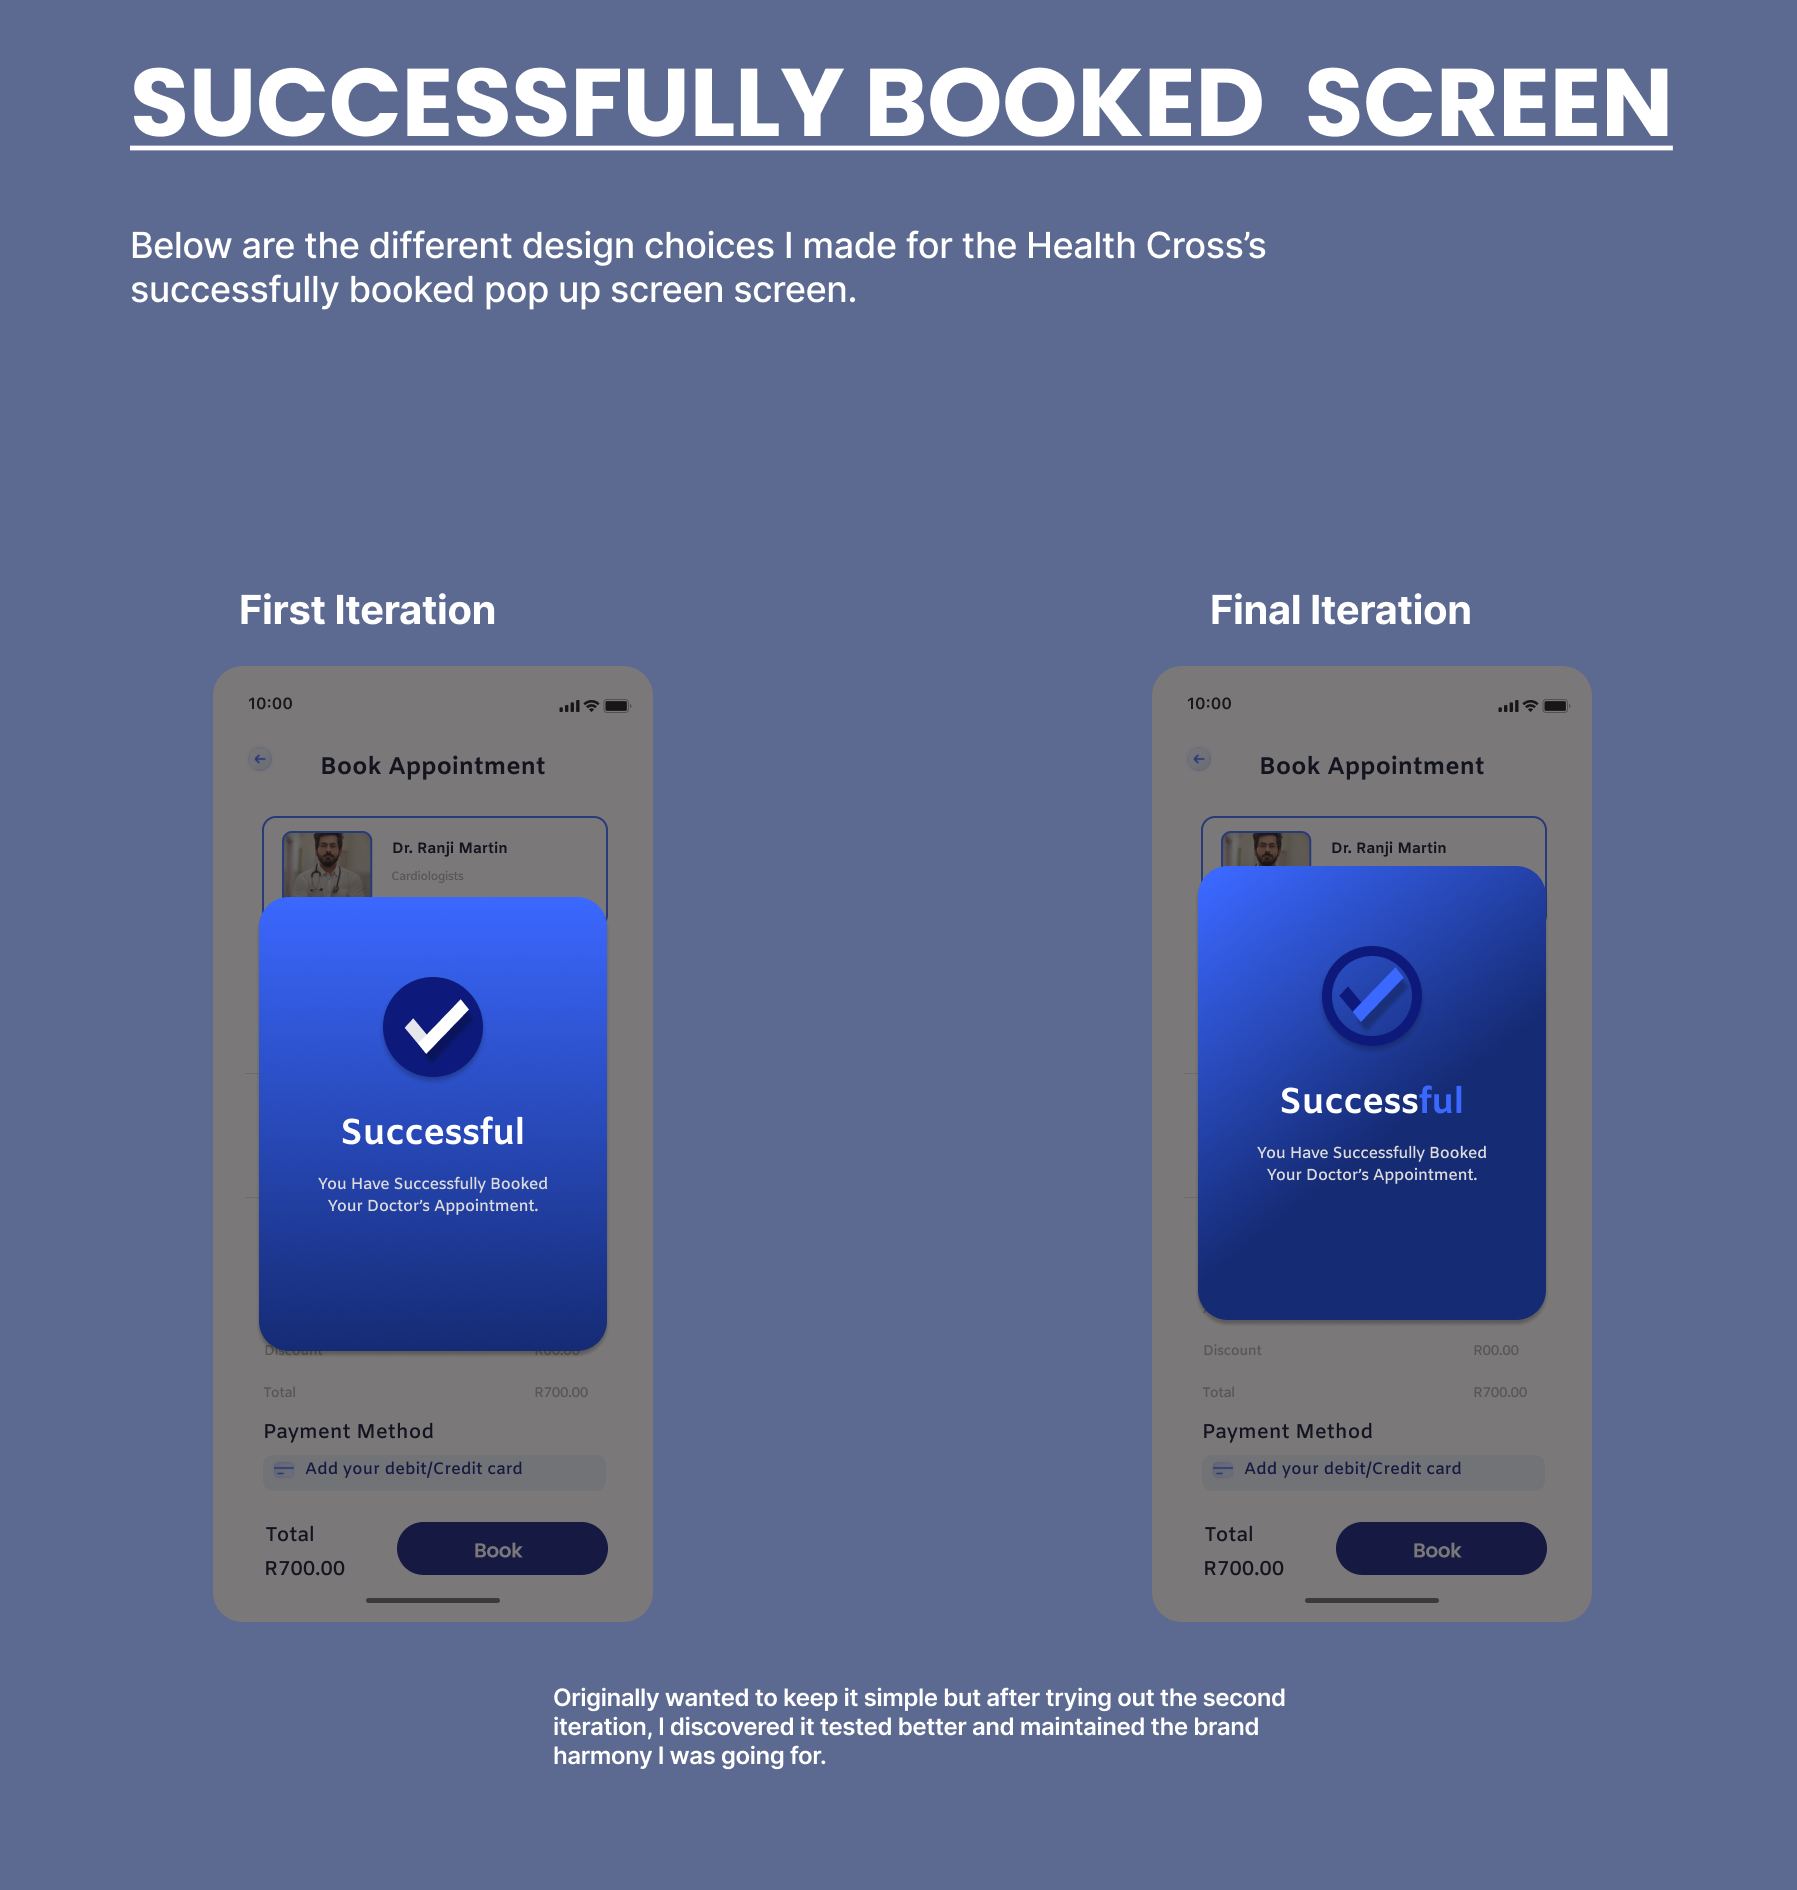 SUCCESSFULLY BOOKED SCREEN
Below are the different design choices I made for the Health Cross’s
successfully booked pop up screen screen.
First Iteration
10:00
Book Appointment
Dr. Ranji Martin
Cardiologists
Successful
You Have Successfully Booked
Your Doctor’s Appointment.
Discount R00.00
Total R700.00
Payment Method
Add your debit/Credit card
Total
R700.00
Book
Final Iteration
10:00
Book Appointment
Dr. Ranji Martin
Successful
You Have Successfully Booked
Your Doctor’s Appointment.
Discount R00.00
Total R700.00
Payment Method
Add your debit/Credit card
Total
R700.00
Book
Originally wanted to keep it simple but after trying out the second
iteration, I discovered it tested better and maintained the brand
harmony I was going for.